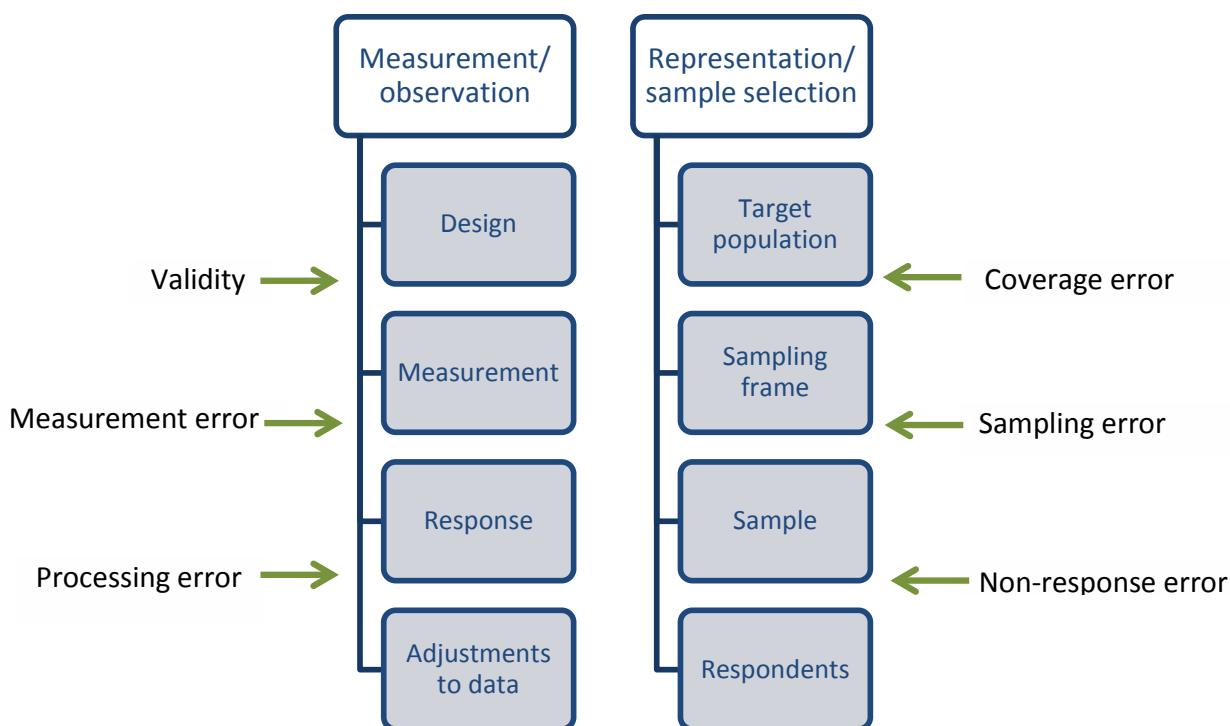 Measurement/
observation
Representation/
sample selection
Design
Target
population
Validity
Coverage error
Measurement
Sampling
frame
Measurement error
Sampling error
Response
Sample
Processing error
Non-response error
Adjustments
to data
Respondents